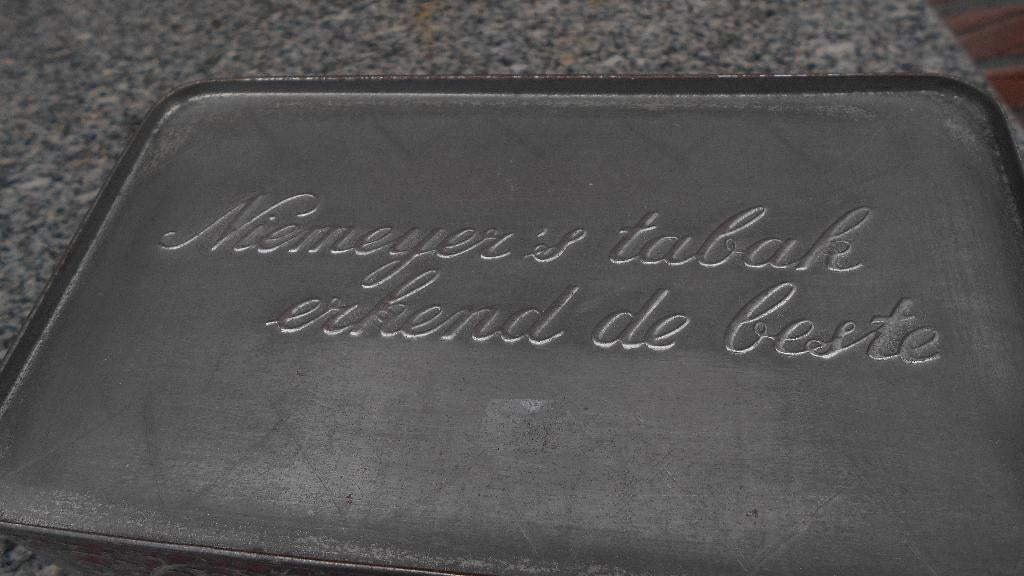 Niemeyer's tabak
erkend de beste